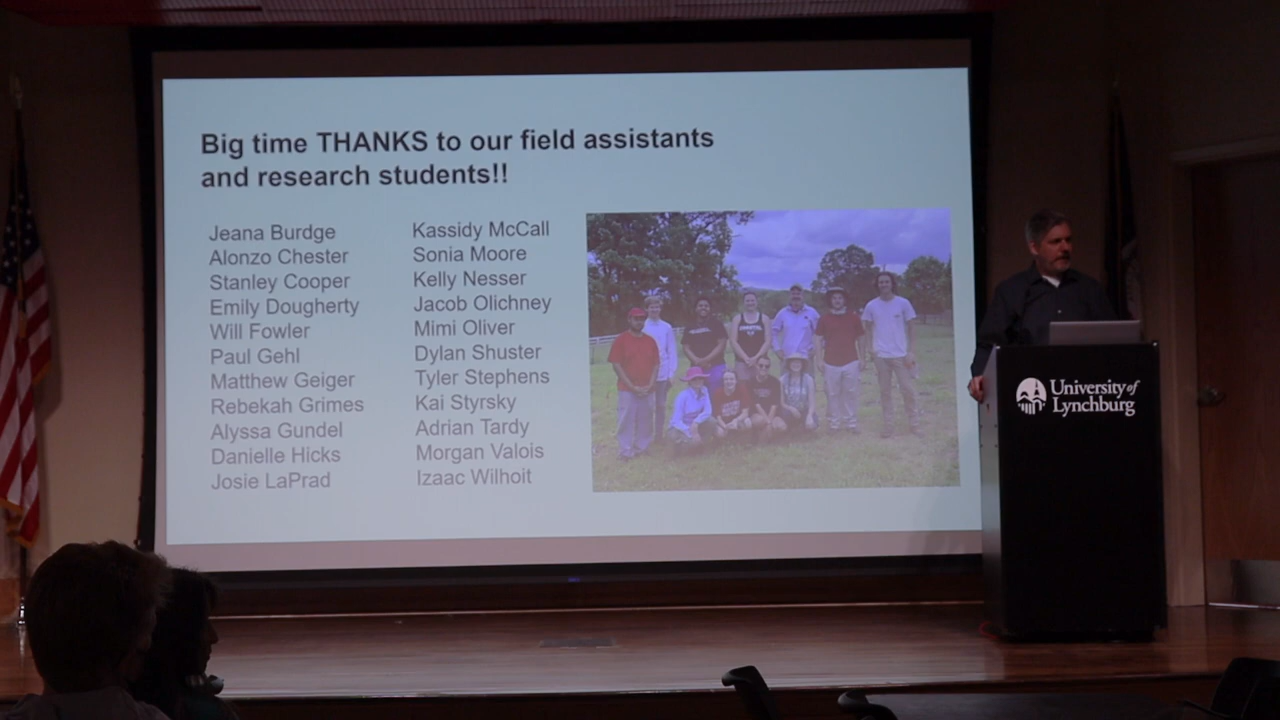 Big time THANKS to our field assistants
and research students!!
Jeana Burdge
Alonzo Chester
Stanley Cooper
Emily Dougherty
Will Fowler
Paul Gehl
Matthew Geiger
Rebekah Grimes
Alyssa Gundel
Danielle Hicks
Josie LaPrad
Kassidy McCall
Sonia Moore
Kelly Nesser
Jacob Olichney
Mimi Oliver
Dylan Shuster
Tyler Stephens
Kai Styrsky
Adrian Tardy
Morgan Valois
Izaac Wilhoit
University of
Lynchburg